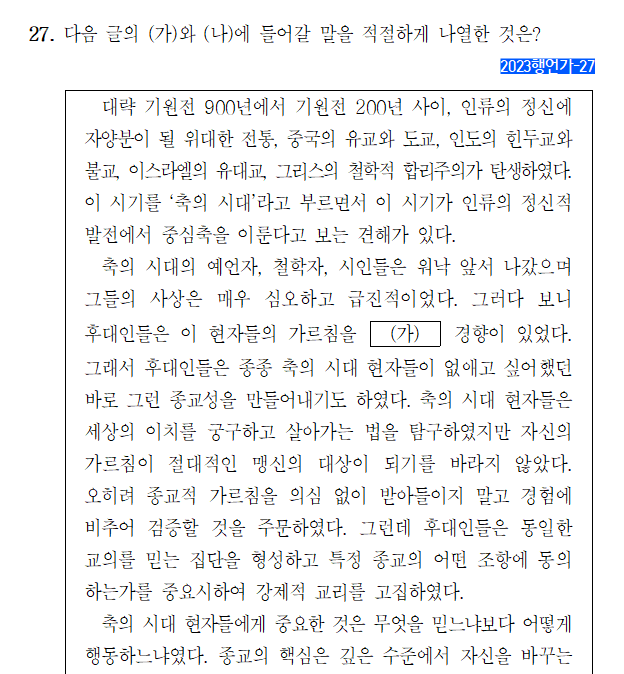 27. 다음 글의 (가)와 (나)에 들어갈 말을 적절하게 나열한 것은?
2023행언가-27
대략 기원전 900년에서 기원전 200년 사이, 인류의 정신에
자양분이 될 위대한 전통, 중국의 유교와 도교, 인도의 힌두교와
불교, 이스라엘의 유대교, 그리스의 철학적 합리주의가 탄생하였다.
이 시기를 ‘축의 시대’라고 부르면서 이 시기가 인류의 정신적
발전에서 중심축을 이룬다고 보는 견해가 있다.
축의 시대의 예언자, 철학자, 시인들은 워낙 앞서 나갔으며
그들의 사상은 매우 심오하고 급진적이었다. 그러다 보니
후대인들은 이 현자들의 가르침을 (가) 경향이 있었다.
그래서 후대인들은 종종 축의 시대 현자들이 없애고 싶어했던
바로 그런 종교성을 만들어내기도 하였다. 축의 시대 현자들은
세상의 이치를 궁구하고 살아가는 법을 탐구하였지만 자신의
가르침이 절대적인 맹신의 대상이 되기를 바라지 않았다.
오히려 종교적 가르침을 의심 없이 받아들이지 말고 경험에
비추어 검증할 것을 주문하였다. 그런데 후대인들은 동일한
교의를 믿는 집단을 형성하고 특정 종교의 어떤 조항에 동의
하는가를 중요시하여 강제적 교리를 고집하였다.
축의 시대 현자들에게 중요한 것은 무엇을 믿느냐보다 어떻게
행동하느냐였다. 종교의 핵심은 깊은 수준에서 자신을 바꾸는